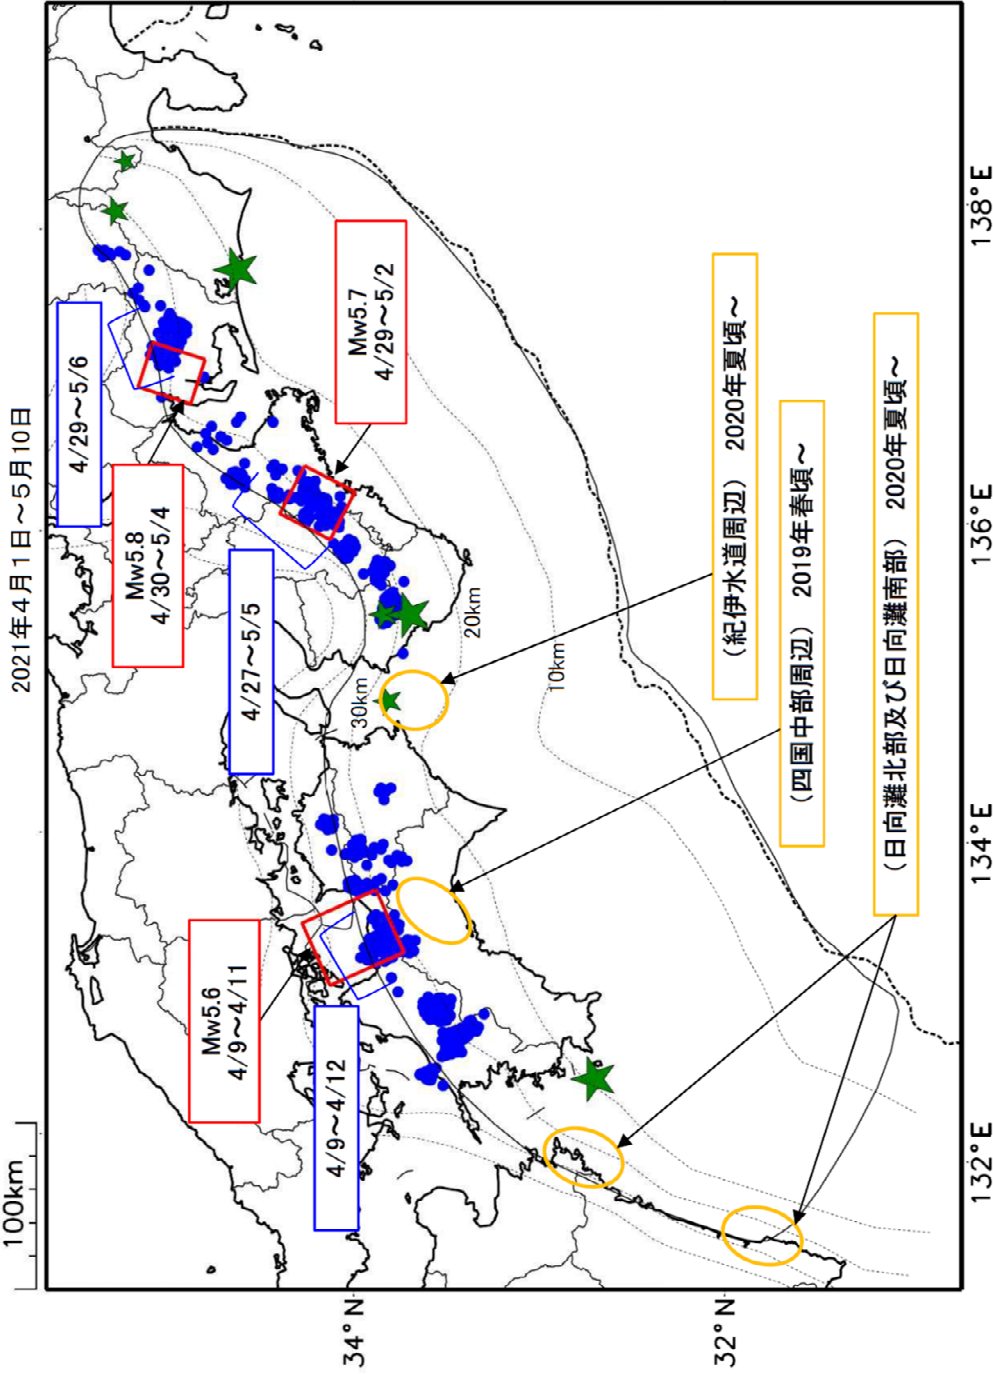 2021年4月1日～5月10日
100km
4/29～5/6
Mw5.8
4/30～5/4
Mw5.7
4/29～5/2
4/27～5/5
Mw5.6
4/9～4/11
4/9～4/12
30km
20km
10km
（紀伊水道周辺） 2020年夏頃～
（四国中部周辺） 2019年春頃～
（日向灘北部及び日向灘南部） 2020年夏頃～
34°N
32°N
132°E
134°E
136°E
138°E